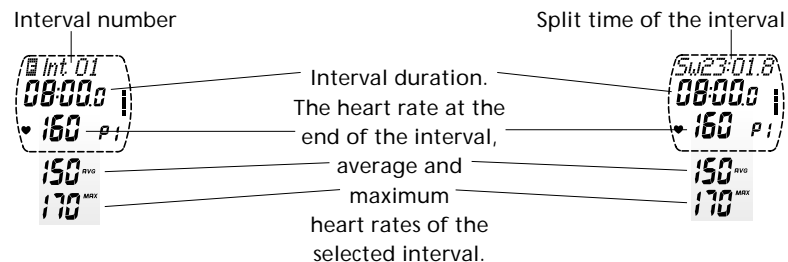 Interval number
Split time of the interval
Int. 01
08:00.0
160 P1
150 AVG
170 MAX
Interval duration.
The heart rate at the
end of the interval,
average and
maximum
heart rates of the
selected interval.
Sw23:01.8
08:00.0
160 P1
150 AVG
170 MAX